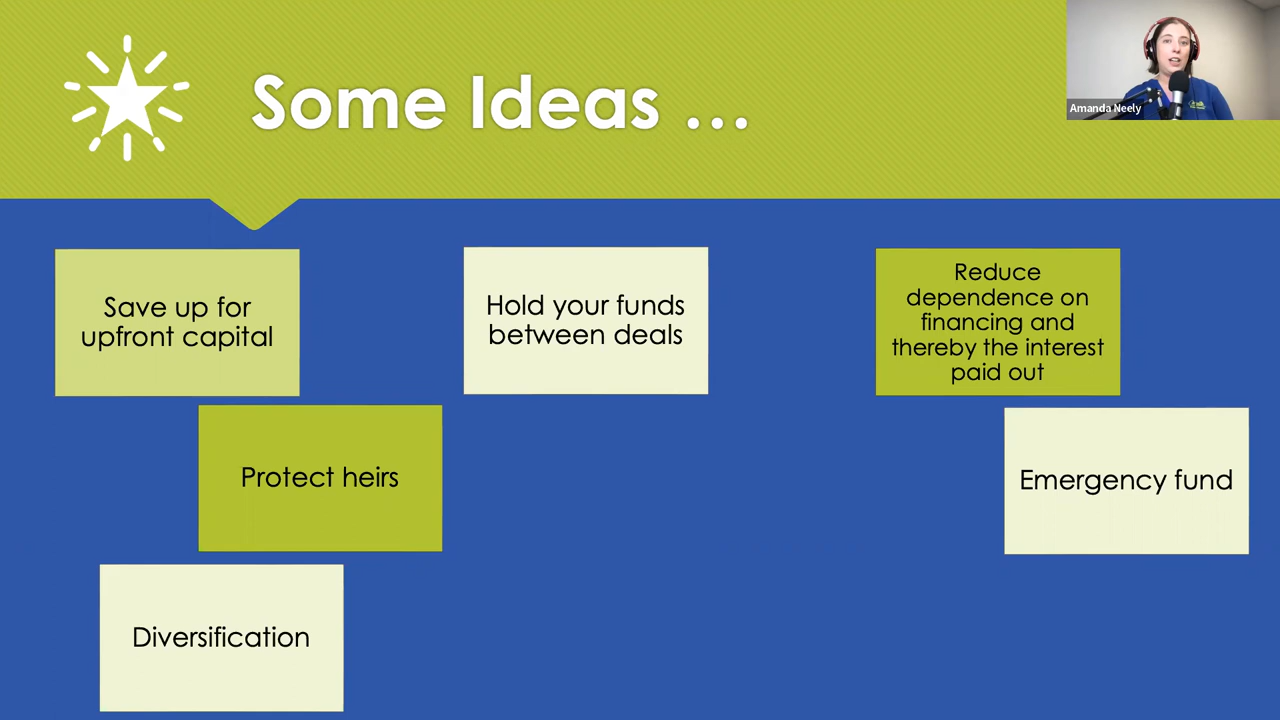 Some Ideas ...
Amanda Neely
Save up for
upfront capital
Hold your funds
between deals
Reduce
dependence on
financing and
thereby the interest
paid out
Protect heirs
Emergency fund
Diversification